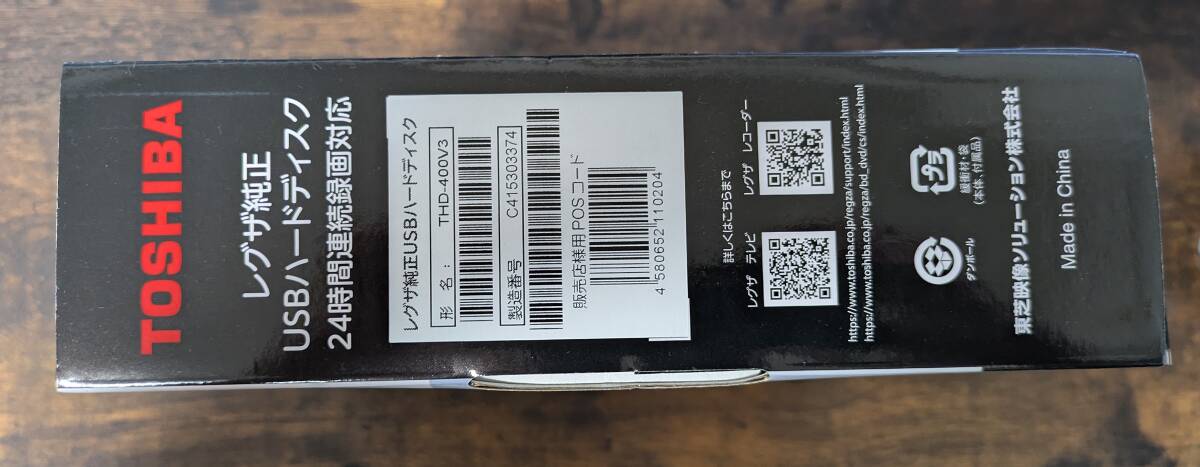 TOSHIBA
レグザ純正
USBハードディスク
24時間連続録画対応
レグザ純正USBハードディスク
形 名: THD-400V3
製造番号 C415303374
販売店様用 POSコード
4 580652 110204
詳しくはこちらまで
レグザ テレビ レグザ レコーダー
https://www.toshiba.co.jp/regza/support/index.html
https://www.toshiba.co.jp/regza/bd_dvd/cs/index.html
ダンボール
プラ
緩衝材・袋
(本体、付属品)
東芝映像ソリューション株式会社
Made in China